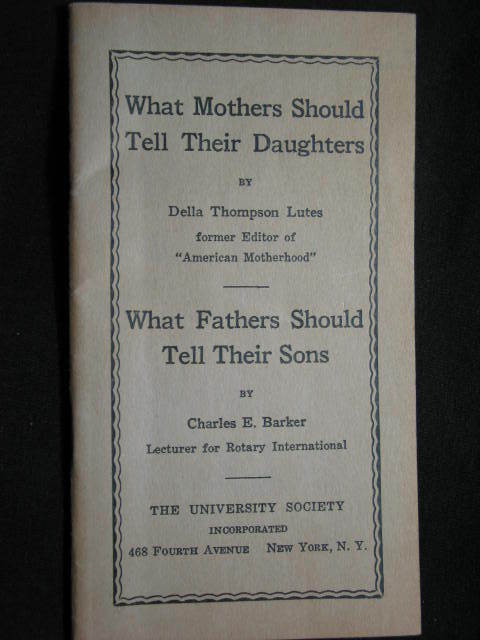 What Mothers Should
Tell Their Daughters
BY
Della Thompson Lutes
former Editor of
"American Motherhood"
What Fathers Should
Tell Their Sons
BY
Charles E. Barker
Lecturer for Rotary International
THE UNIVERSITY SOCIETY
INCORPORATED
468 FOURTH AVENUE NEW YORK, N. Y.